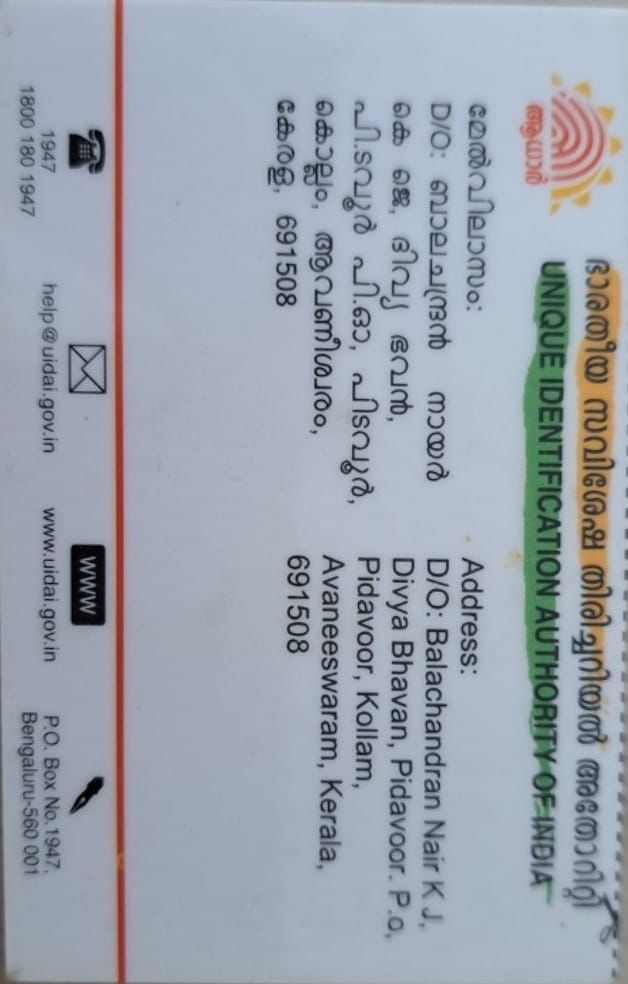 ഭാരതീയ സവിശേഷ തിരിച്ചറിയൽ അതോറിറ്റി
UNIQUE IDENTIFICATION AUTHORITY OF INDIA
ആധാർ
മേൽവിലാസം:
D/O: ബാലചന്ദ്രൻ നായർ
കെ ജെ, ദിവ്യ ഭവൻ,
പിടവൂർ പി.ഓ, പിടവൂർ,
കൊല്ലം, ആവണീശ്വരം,
കേരള, 691508
Address:
D/O: Balachandran Nair K J,
Divya Bhavan, Pidavoor. P.o,
Pidavoor, Kollam,
Avaneeswaram, Kerala,
691508
1947
1800 180 1947
help@uidai.gov.in
www
www.uidai.gov.in
P.O. Box No.1947,
Bengaluru-560 001